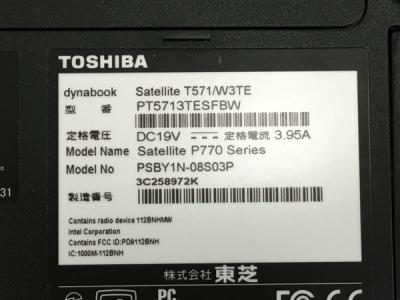 TOSHIBA
dynabook Satellite T571/W3TE
型 番 PT5713TESFBW
定格電圧 DC19V 定格電流 3.95A
Model Name Satellite P770 Series
Model No PSBY1N-08S03P
3C258972K
製造番号
Contains radio device 112BNHMW
Intel Corporation
Contains FCC ID:PD9112BNH
IC:1000M-112BNH
31
株式会社 東芝
PC